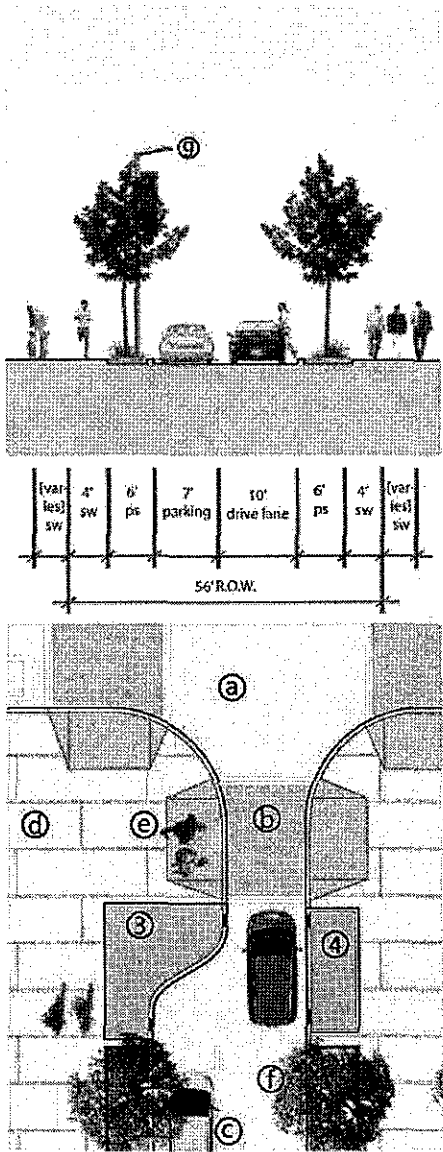 g
[var-
ies]
sw
4'
sw
6'
ps
7'
parking
10'
drive lane
6'
ps
4'
sw
[var-
ies]
sw
56' R.O.W.
a
d
e
b
3
4
f
c